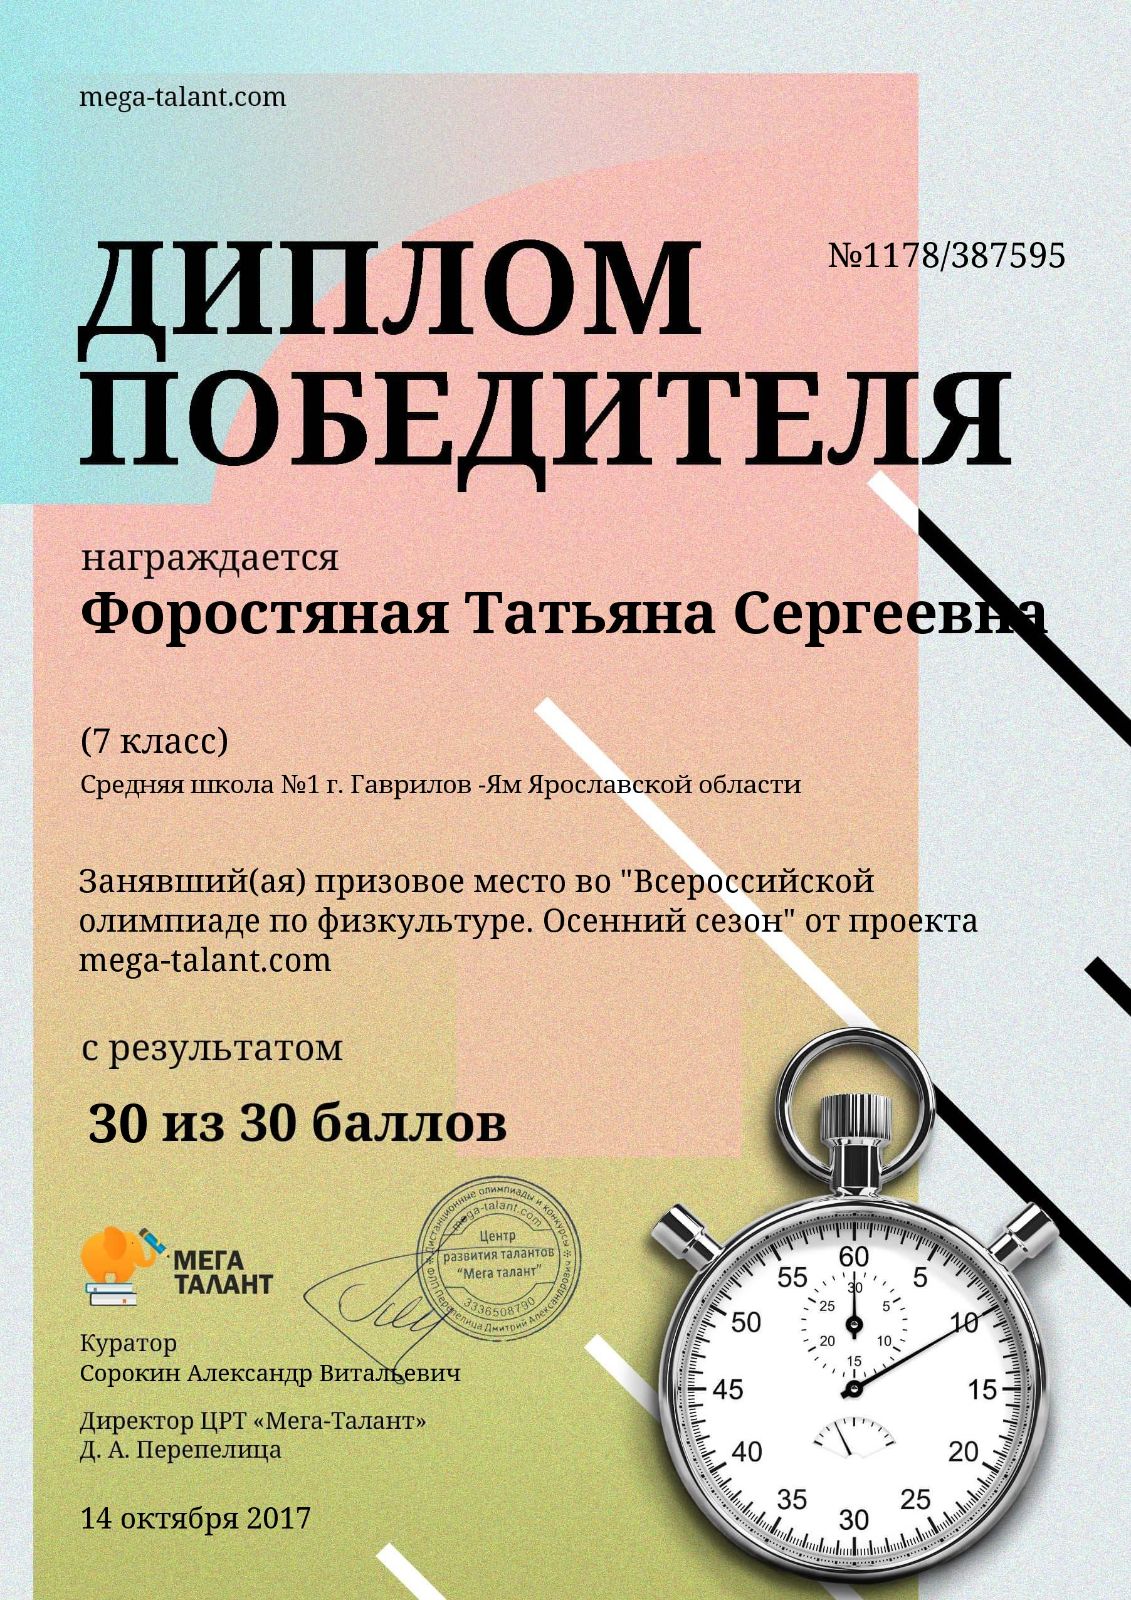 mega-talant.com
ДИПЛОМ
№1178/387595
ПОБЕДИТЕЛЯ
награждается
Форостяная Татьяна Сергеевна
(7 класс)
Средняя школа №1 г. Гаврилов -Ям Ярославской области
Занявший(ая) призовое место во "Всероссийской
олимпиаде по физкультуре. Осенний сезон" от проекта
mega-talant.com
с результатом
30 из 30 баллов
Дистанционные олимпиады и конкурсы
ФЛП Перепелица Дмитрий Александрович
mega-talant.com
Центр
развития талантов
"Мега талант"
3336508790
МЕГА
ТАЛАНТ
Куратор
Сорокин Александр Витальевич
Директор ЦРТ «Мега-Талант»
Д. А. Перепелица
14 октября 2017
60
55 5
50 10
45 15
40 20
35 25
30
30
25 5
20 10
15